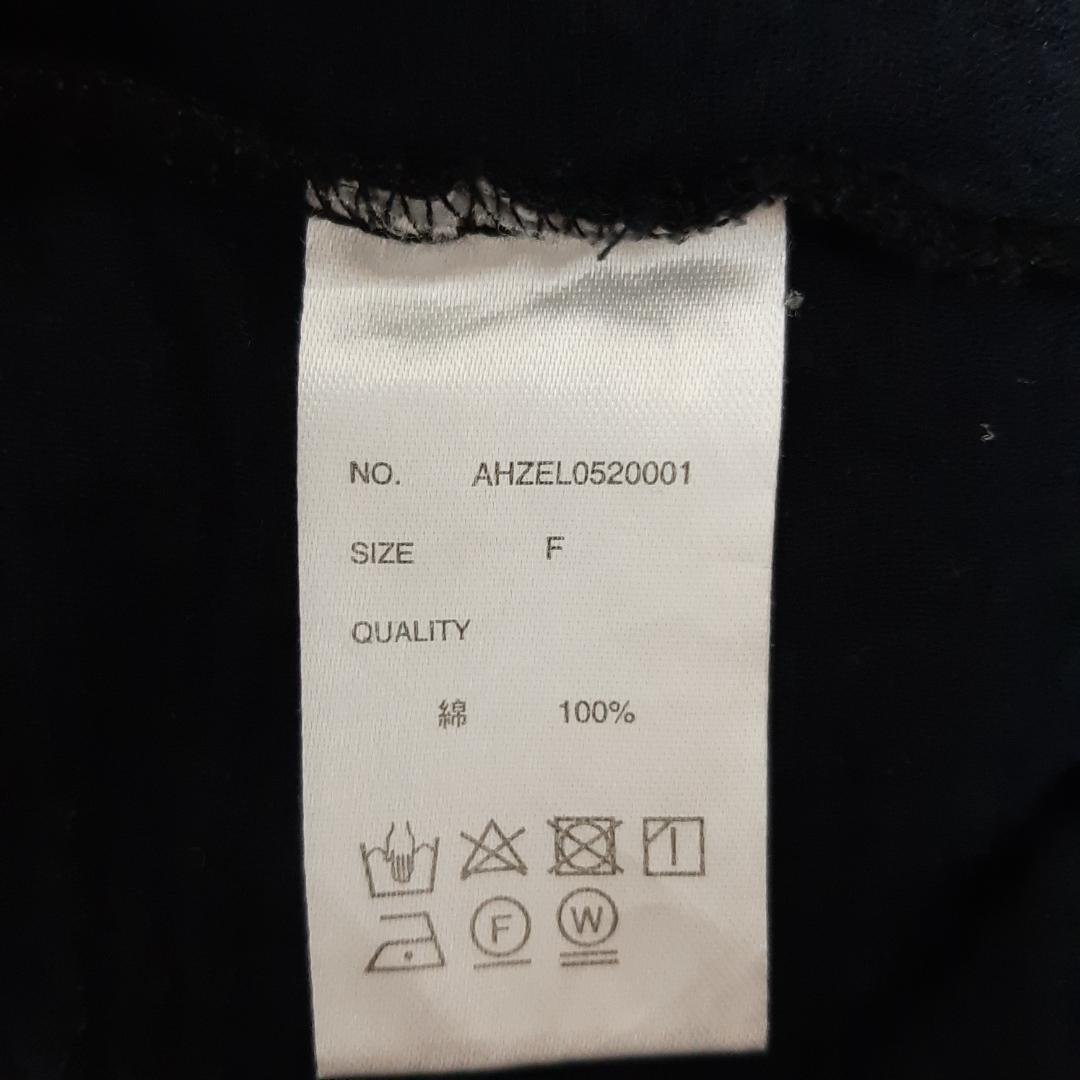 NO. AHZEL0520001
SIZE F
QUALITY
綿 100%
F W